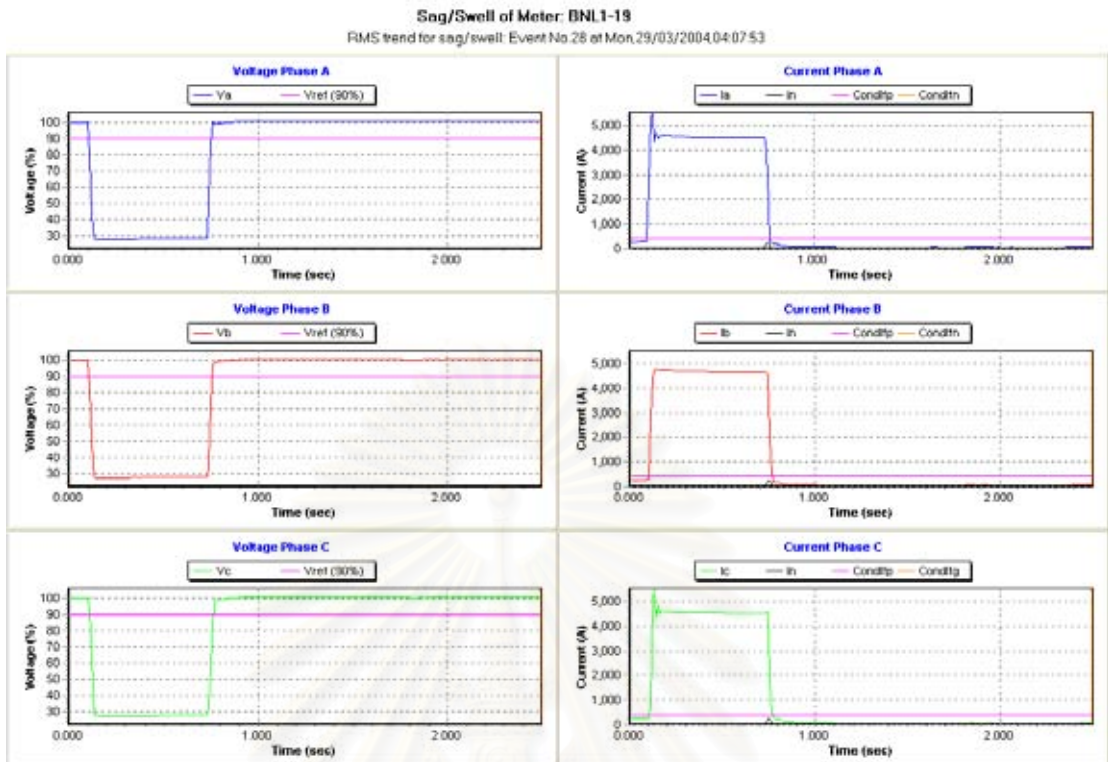 Sag/Swell of Meter: BNL1-19
RMS trend for sag/swell: Event No.28 at Mon,29/03/2004,04:07:53
Voltage Phase A
Va Vref (90%)
Voltage (%)
100
90
80
70
60
50
40
30
0.000 1.000 2.000
Time (sec)
Current Phase A
Ia In Conditp Conditn
Current (A)
5,000
4,000
3,000
2,000
1,000
0
0.000 1.000 2.000
Time (sec)
Voltage Phase B
Vb Vref (90%)
Voltage (%)
100
90
80
70
60
50
40
30
0.000 1.000 2.000
Time (sec)
Current Phase B
Ib In Conditp Conditn
Current (A)
5,000
4,000
3,000
2,000
1,000
0
0.000 1.000 2.000
Time (sec)
Voltage Phase C
Vc Vref (90%)
Voltage (%)
100
90
80
70
60
50
40
30
0.000 1.000 2.000
Time (sec)
Current Phase C
Ic In Conditp Conditg
Current (A)
5,000
4,000
3,000
2,000
1,000
0
0.000 1.000 2.000
Time (sec)